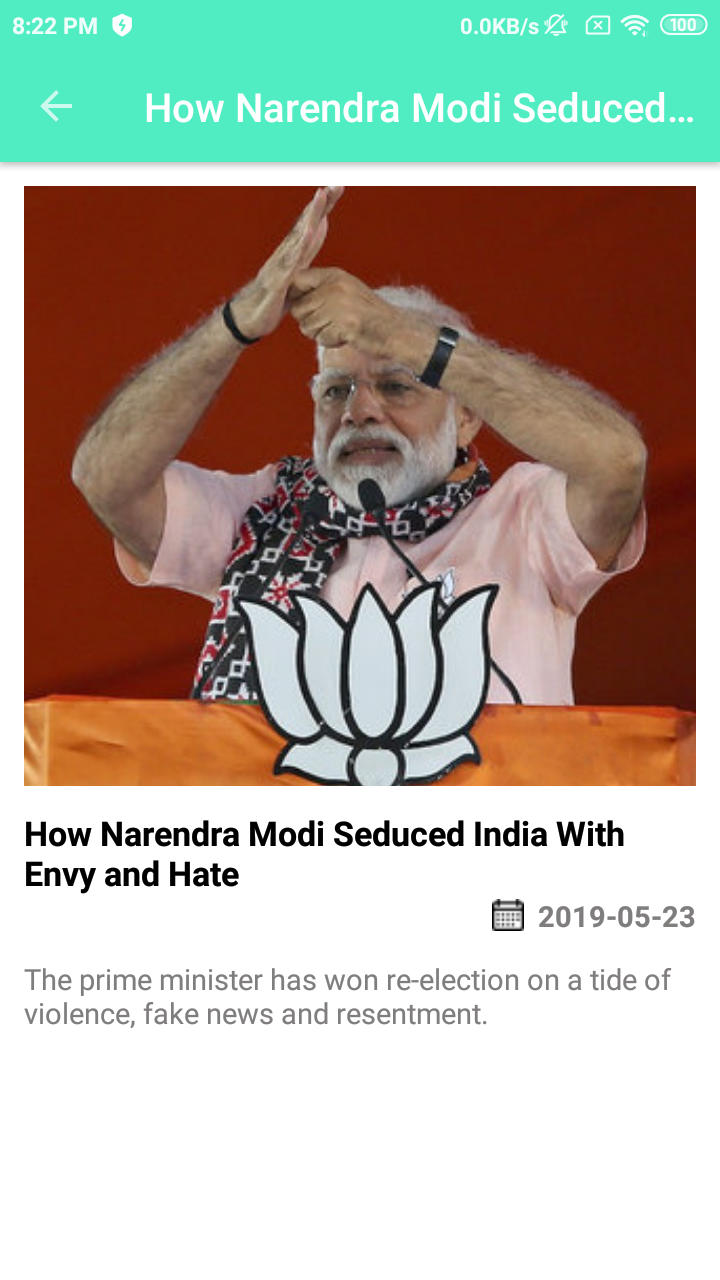 8:22 PM 0.0KB/s 100
How Narendra Modi Seduced…
How Narendra Modi Seduced India With
Envy and Hate
2019-05-23
The prime minister has won re-election on a tide of
violence, fake news and resentment.